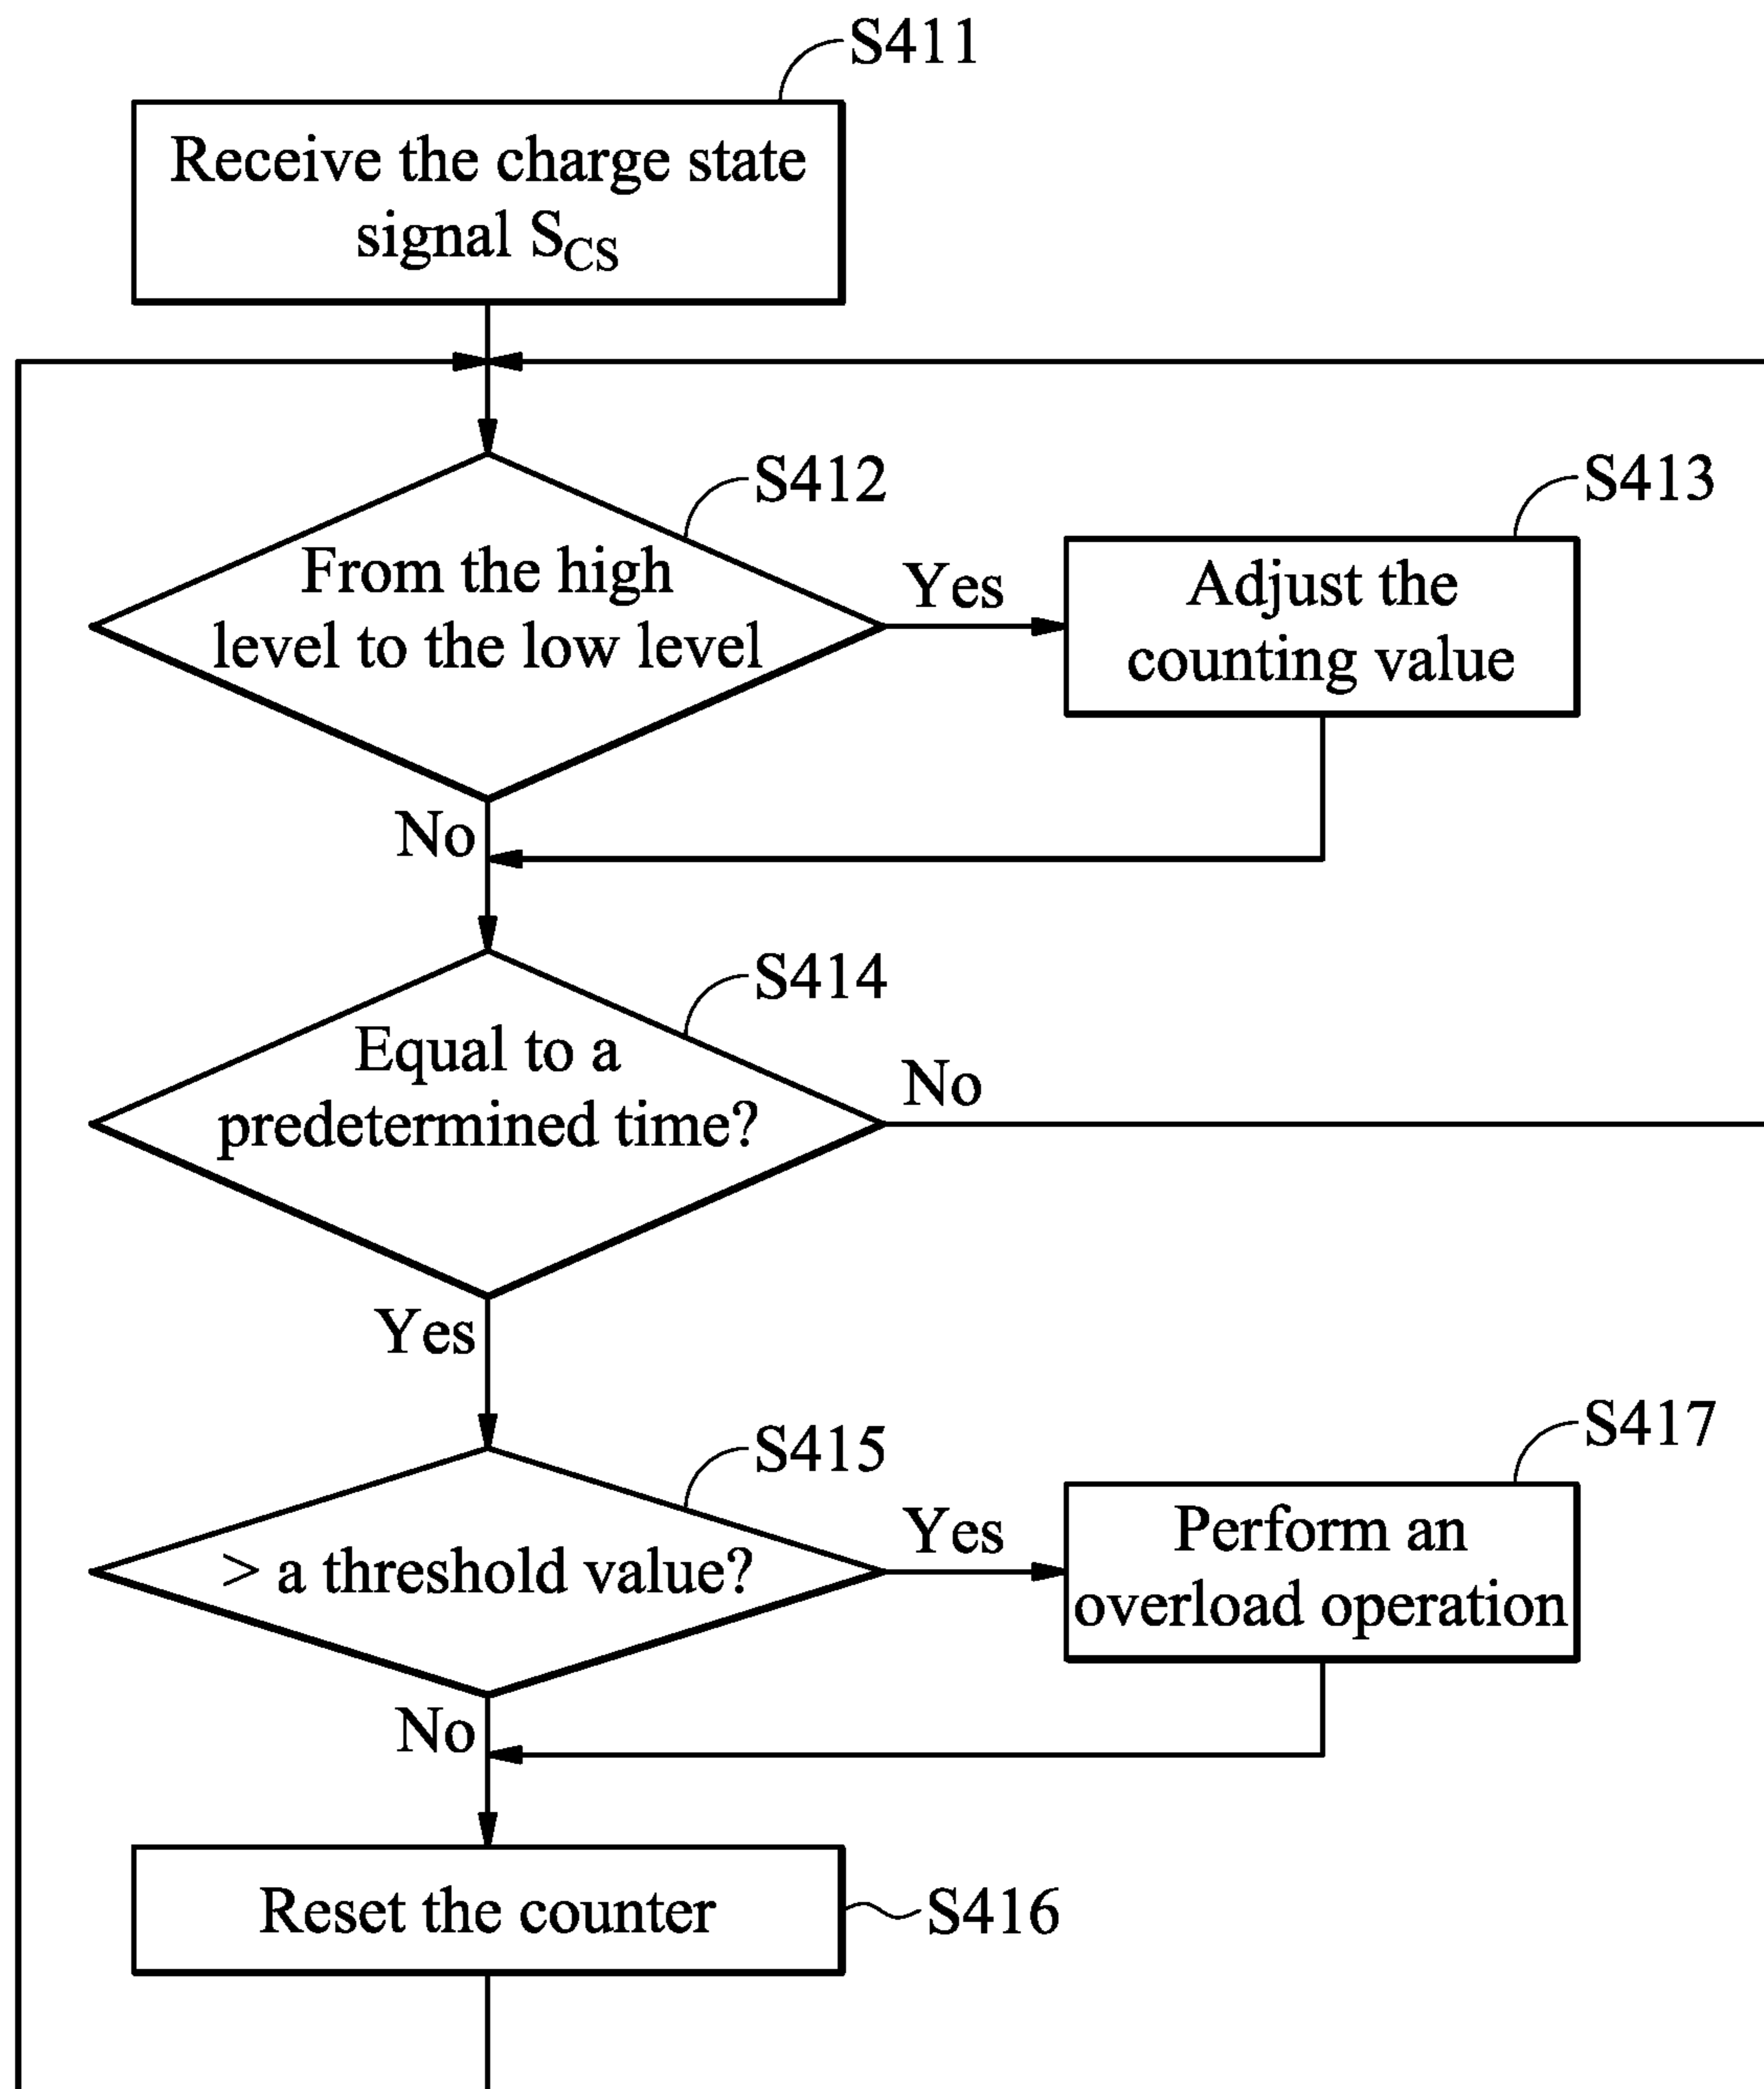 S411
Receive the charge state
signal SCS
S412
From the high
level to the low level
Yes
S413
Adjust the
counting value
No
S414
Equal to a
predetermined time?
No
Yes
S415
> a threshold value?
Yes
S417
Perform an
overload operation
No
Reset the counter
S416